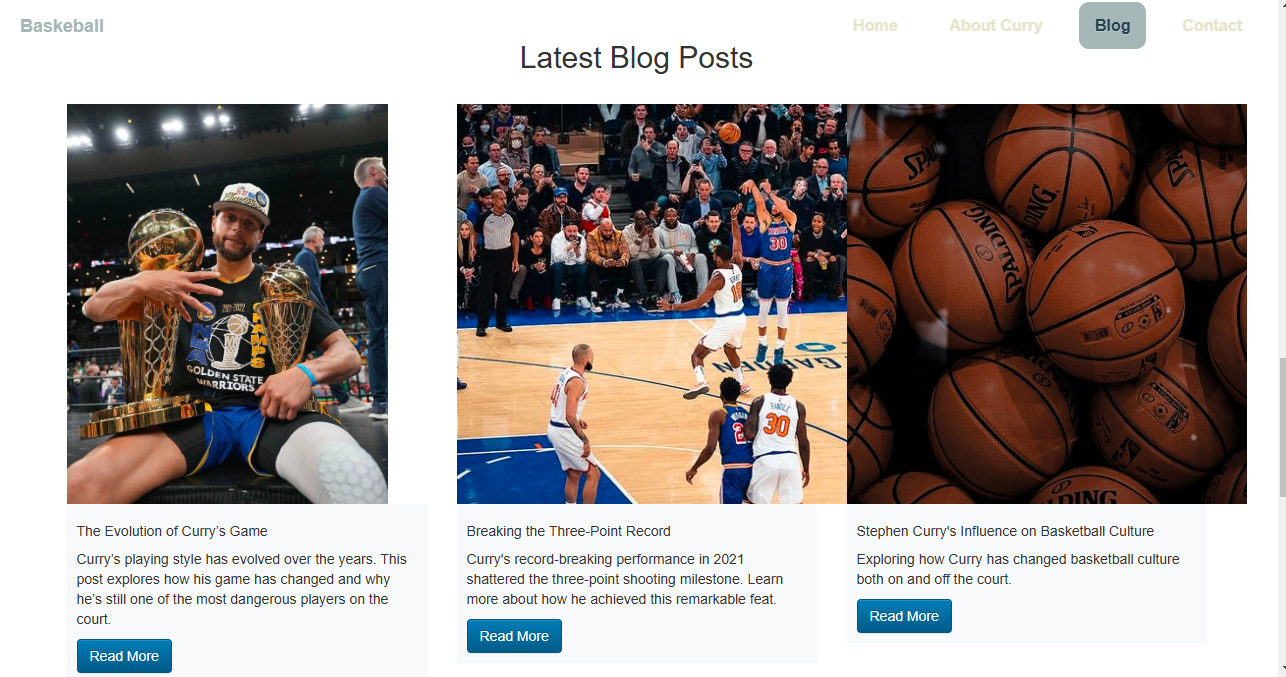 Baskeball
Home
About Curry
Blog
Contact
Latest Blog Posts
GOLDEN STATE
WARRIORS
30
GARDEN
RANDLE
30
SPALDING
SPALDING
The Evolution of Curry’s Game
Curry’s playing style has evolved over the years. This
post explores how his game has changed and why
he’s still one of the most dangerous players on the
court.
Read More
Breaking the Three-Point Record
Curry's record-breaking performance in 2021
shattered the three-point shooting milestone. Learn
more about how he achieved this remarkable feat.
Read More
Stephen Curry's Influence on Basketball Culture
Exploring how Curry has changed basketball culture
both on and off the court.
Read More